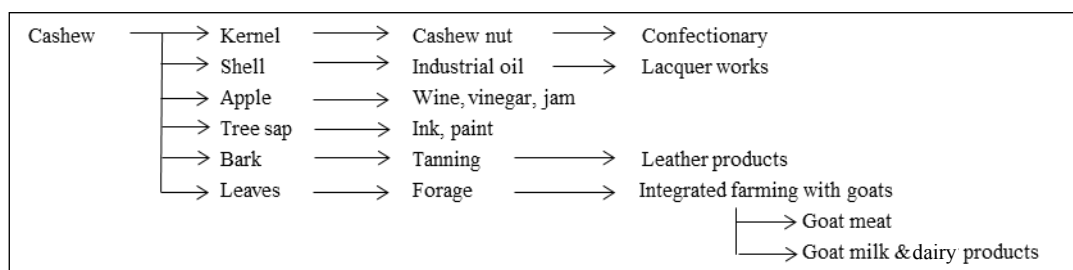 Cashew Kernel Cashew nut Confectionary
Shell Industrial oil Lacquer works
Apple Wine, vinegar, jam
Tree sap Ink, paint
Bark Tanning Leather products
Leaves Forage Integrated farming with goats
Goat meat
Goat milk & dairy products